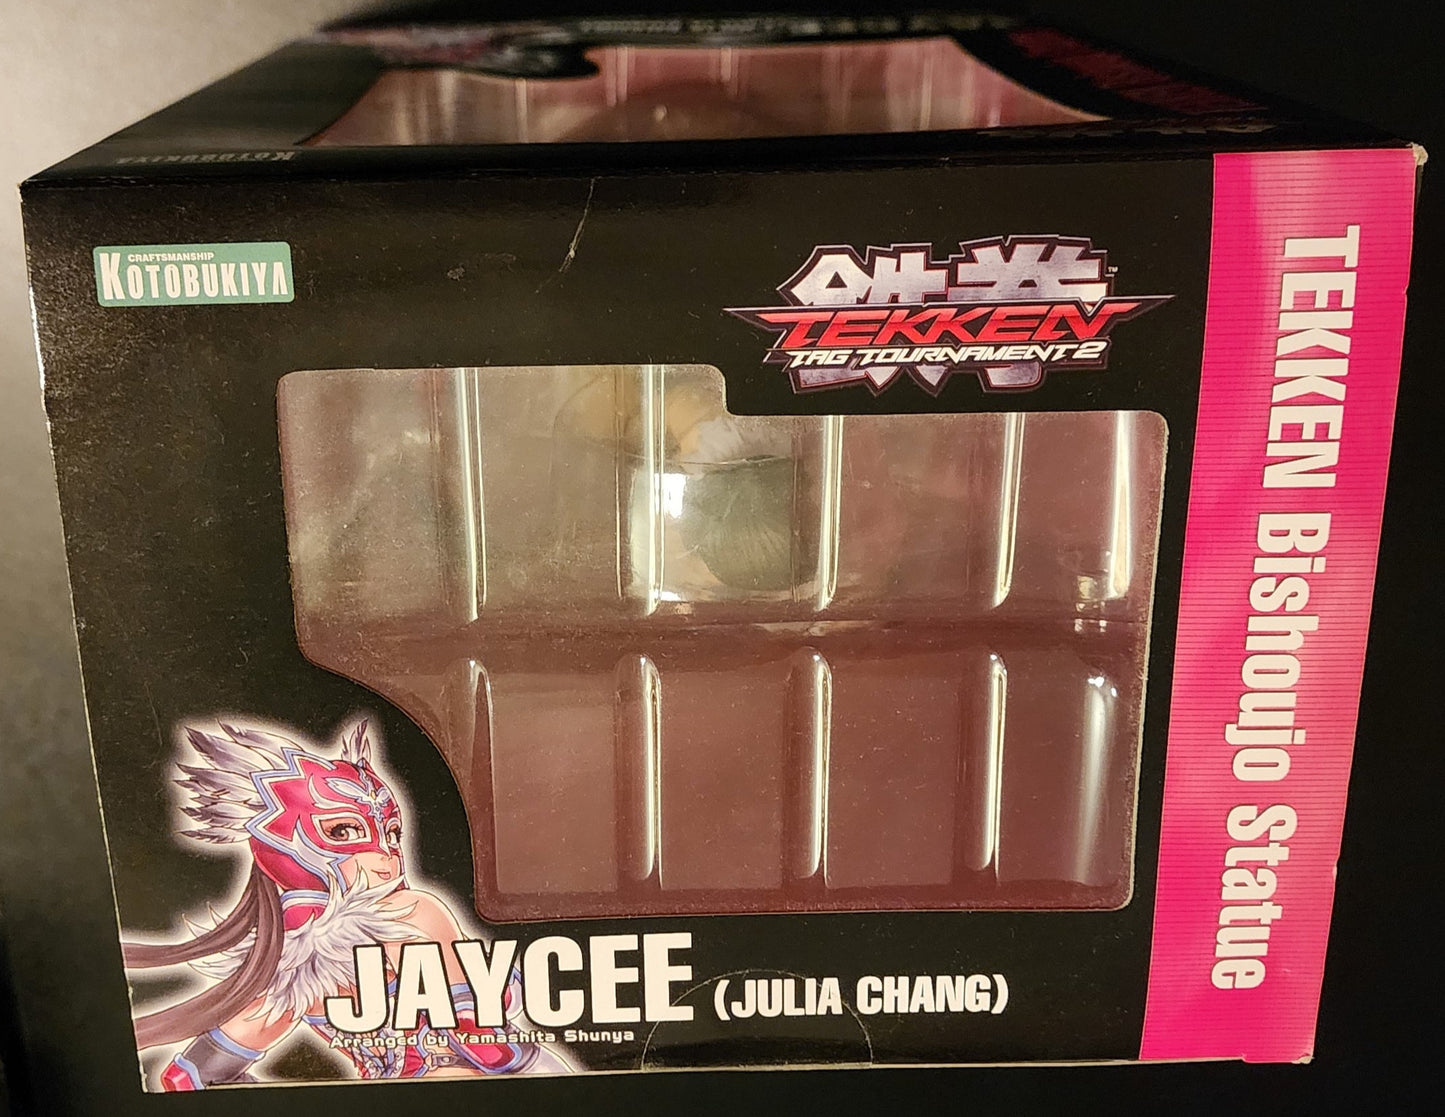 KOTOBUKIYA
CRAFTSMANSHIP
KOTOBUKIYA
鉄拳
TM
TEKKEN
TAG TOURNAMENT 2
TEKKEN Bishoujo Statue
JAYCEE (JULIA CHANG)
Arranged by Yamashita Shunya